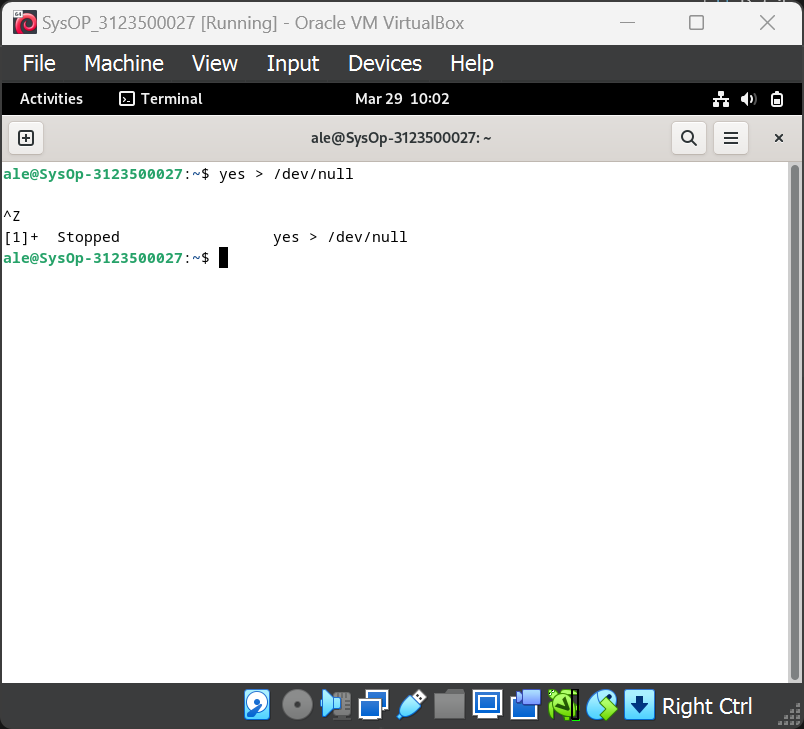 SysOP_3123500027 [Running] - Oracle VM VirtualBox
File Machine View Input Devices Help
Activities Terminal Mar 29 10:02
ale@SysOp-3123500027: ~
ale@SysOp-3123500027:~$ yes > /dev/null
^Z
[1]+  Stopped                 yes > /dev/null
ale@SysOp-3123500027:~$
Right Ctrl